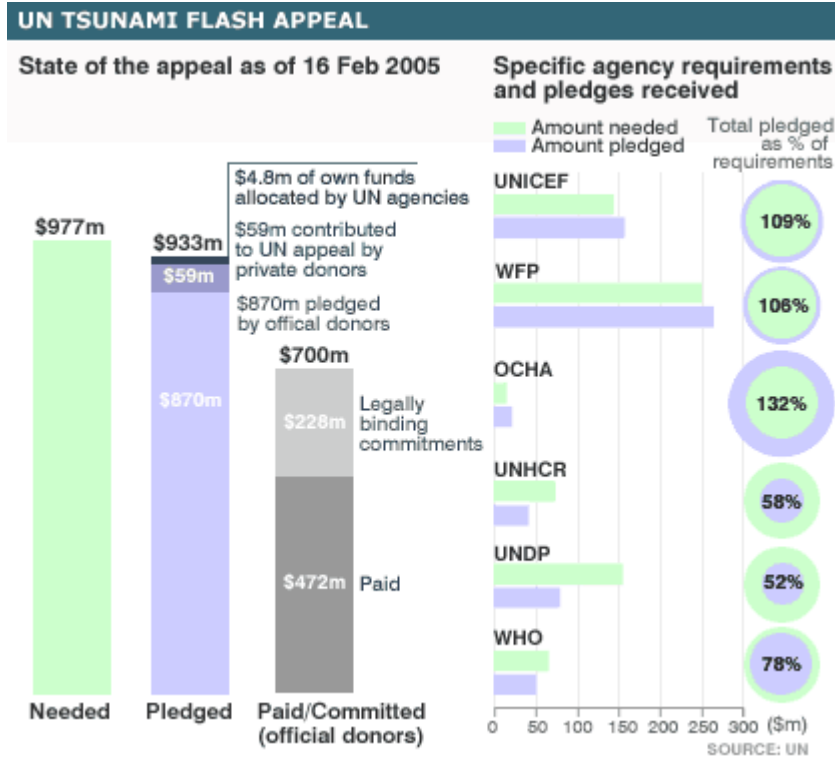 UN TSUNAMI FLASH APPEAL
State of the appeal as of 16 Feb 2005
$977m
$933m
$4.8m of own funds
allocated by UN agencies
$59m
$59m contributed
to UN appeal by
private donors
$870m pledged
by offical donors
$870m
$700m
$228m
Legally
binding
commitments
$472m
Paid
Needed
Pledged
Paid/Committed
(official donors)
Specific agency requirements
and pledges received
Amount needed
Amount pledged
Total pledged
as % of
requirements
UNICEF
109%
WFP
106%
OCHA
132%
UNHCR
58%
UNDP
52%
WHO
78%
0 50 100 150 200 250 300 ($m)
SOURCE: UN